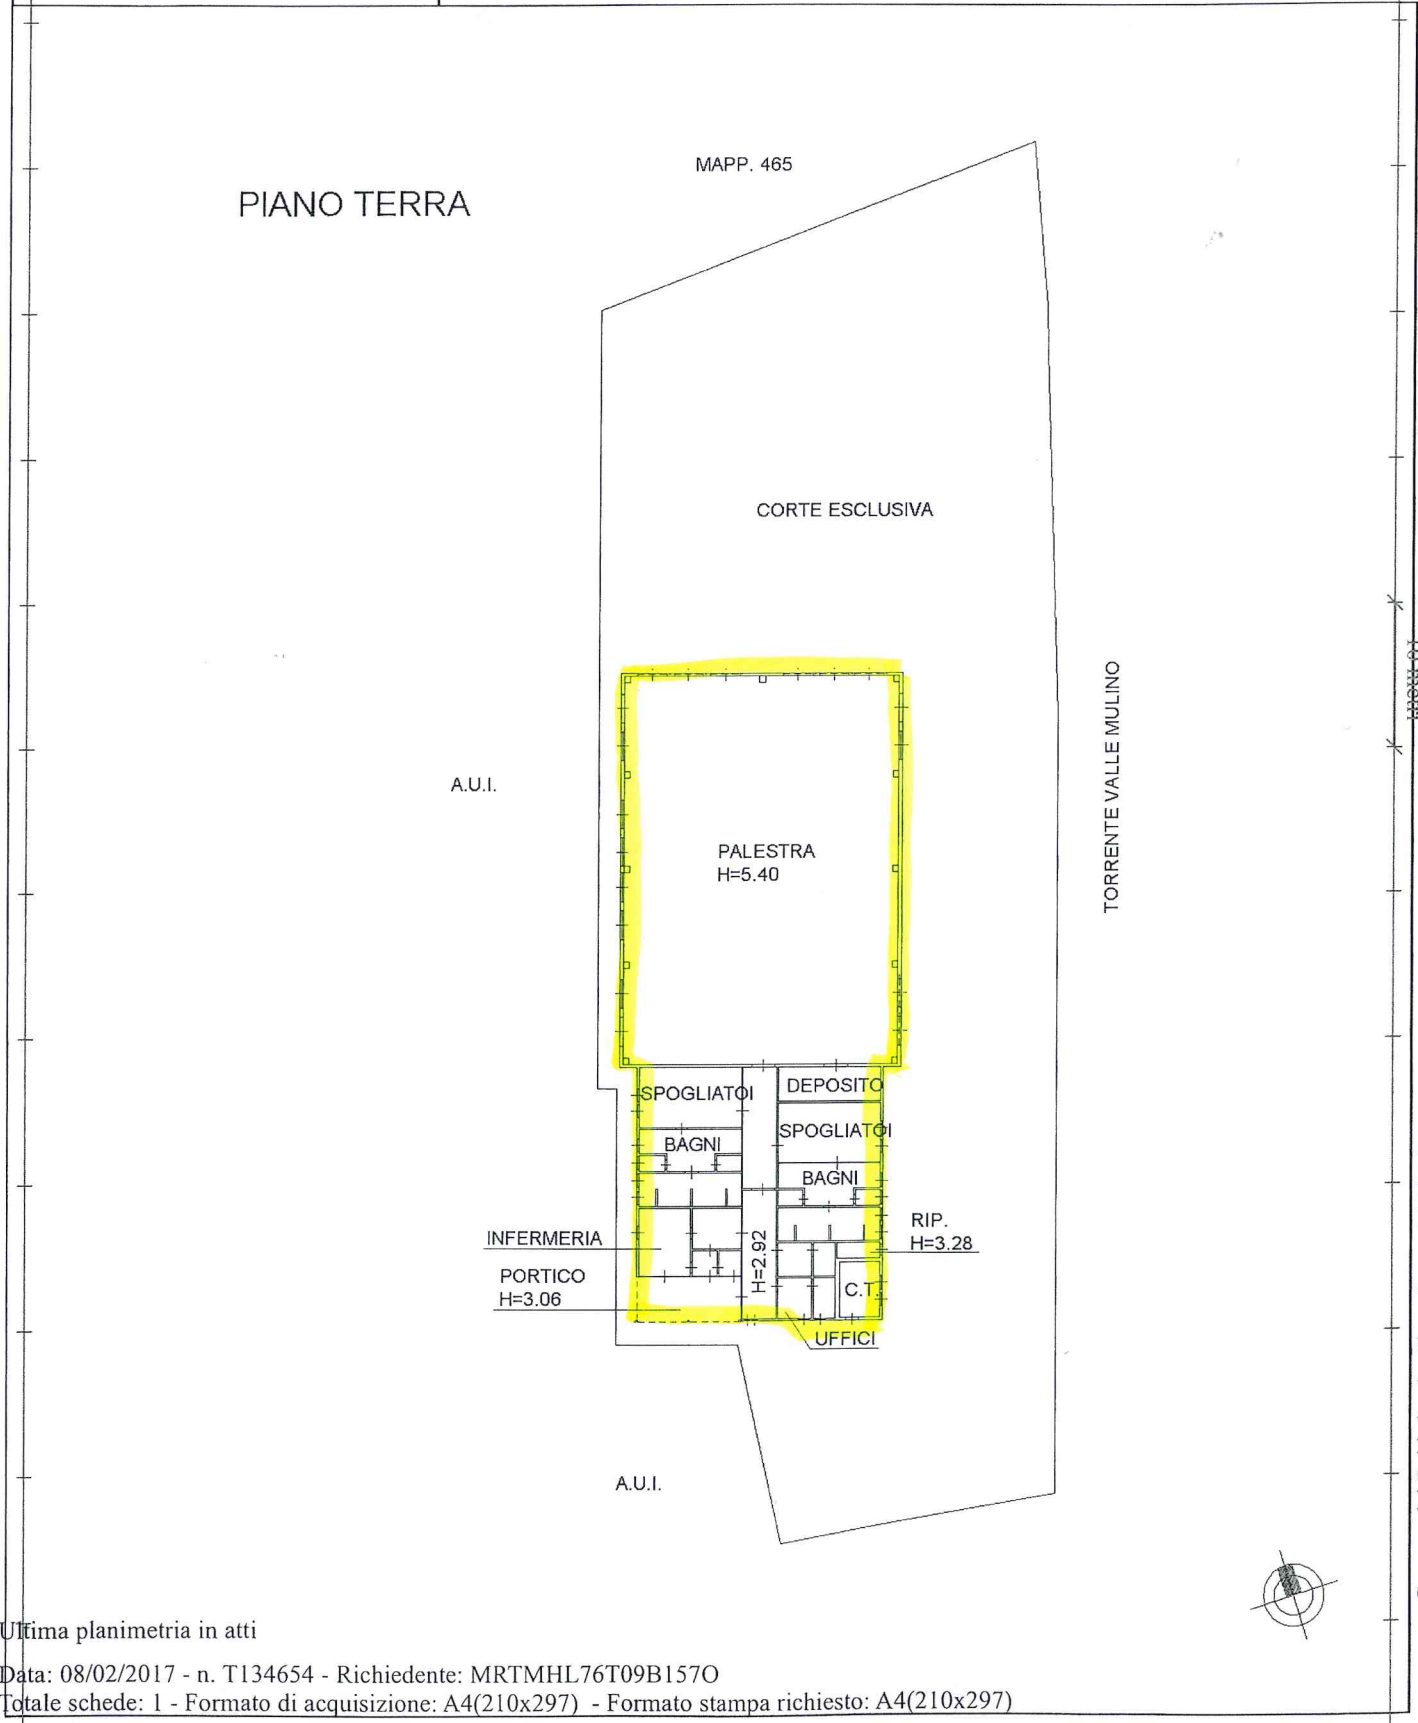 MAPP. 465
PIANO TERRA
CORTE ESCLUSIVA
TORRENTE VALLE MULINO
A.U.I.
PALESTRA
H=5.40
SPOGLIATOI
DEPOSITO
SPOGLIATOI
BAGNI
BAGNI
INFERMERIA
RIP.
H=3.28
H=2.92
PORTICO
H=3.06
C.T.
UFFICI
A.U.I.
Ultima planimetria in atti
Data: 08/02/2017 - n. T134654 - Richiedente: MRTMHL76T09B157O
Totale schede: 1 - Formato di acquisizione: A4(210x297) - Formato stampa richiesto: A4(210x297)